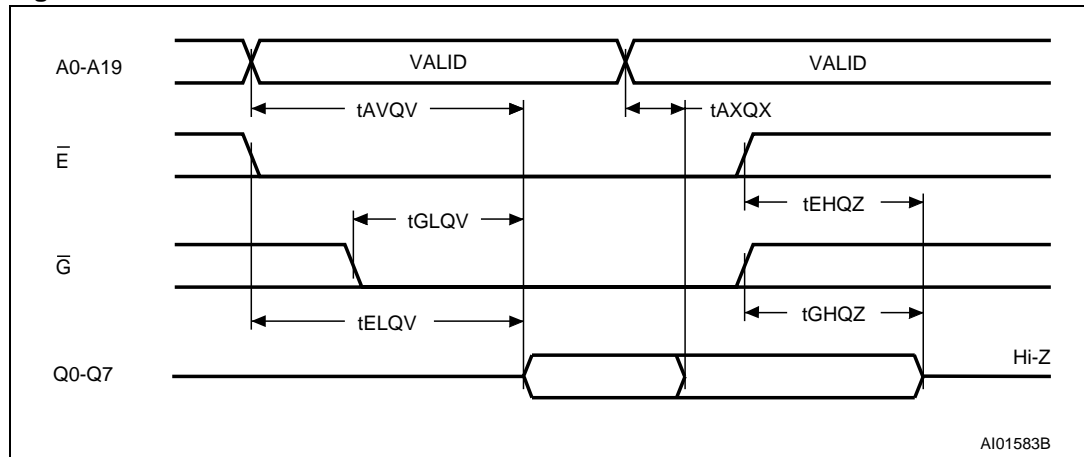 A0-A19
VALID
VALID
tAVQV
tAXQX
E
tEHQZ
tGLQV
G
tELQV
tGHQZ
Q0-Q7
Hi-Z
AI01583B